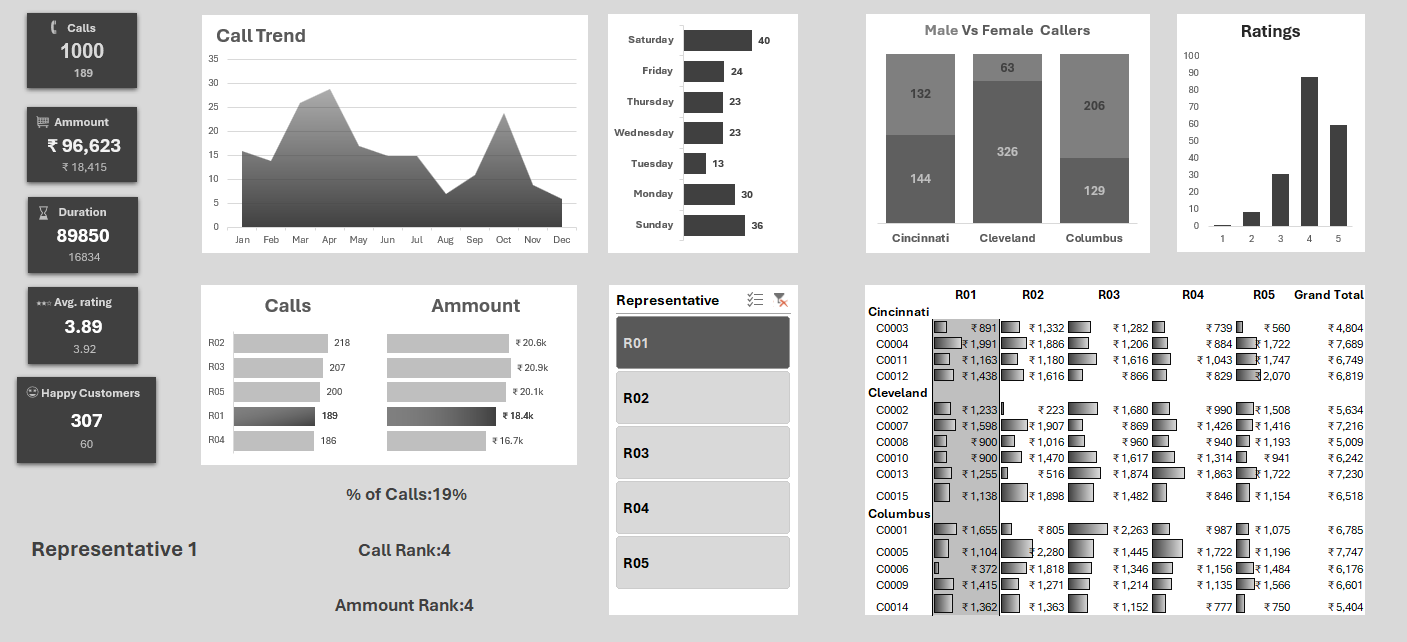 Calls
1000
189
Ammount
₹ 96,623
₹ 18,415
Duration
89850
16834
Avg. rating
3.89
3.92
Happy Customers
307
60
Representative 1
Call Trend
35
30
25
20
15
10
5
0
Jan Feb Mar Apr May Jun Jul Aug Sep Oct Nov Dec
Saturday 40
Friday 24
Thursday 23
Wednesday 23
Tuesday 13
Monday 30
Sunday 36
Male Vs Female Callers
132 63 206
144 326 129
Cincinnati Cleveland Columbus
Ratings
100
90
80
70
60
50
40
30
20
10
0
1 2 3 4 5
Calls Ammount
R02 218 ₹ 20.6k
R03 207 ₹ 20.9k
R05 200 ₹ 20.1k
R01 189 ₹ 18.4k
R04 186 ₹ 16.7k
% of Calls:19%
Call Rank:4
Ammount Rank:4
Representative
R01
R02
R03
R04
R05
R01 R02 R03 R04 R05 Grand Total
Cincinnati
C0003 ₹ 891 ₹ 1,332 ₹ 1,282 ₹ 739 ₹ 560 ₹ 4,804
C0004 ₹ 1,991 ₹ 1,886 ₹ 1,206 ₹ 884 ₹ 1,722 ₹ 7,689
C0011 ₹ 1,163 ₹ 1,180 ₹ 1,616 ₹ 1,043 ₹ 1,747 ₹ 6,749
C0012 ₹ 1,438 ₹ 1,616 ₹ 866 ₹ 829 ₹ 2,070 ₹ 6,819
Cleveland
C0002 ₹ 1,233 ₹ 223 ₹ 1,680 ₹ 990 ₹ 1,508 ₹ 5,634
C0007 ₹ 1,598 ₹ 1,907 ₹ 869 ₹ 1,426 ₹ 1,416 ₹ 7,216
C0008 ₹ 900 ₹ 1,016 ₹ 960 ₹ 940 ₹ 1,193 ₹ 5,009
C0010 ₹ 900 ₹ 1,470 ₹ 1,617 ₹ 1,314 ₹ 941 ₹ 6,242
C0013 ₹ 1,255 ₹ 516 ₹ 1,874 ₹ 1,863 ₹ 1,722 ₹ 7,230
C0015 ₹ 1,138 ₹ 1,898 ₹ 1,482 ₹ 846 ₹ 1,154 ₹ 6,518
Columbus
C0001 ₹ 1,655 ₹ 805 ₹ 2,263 ₹ 987 ₹ 1,075 ₹ 6,785
C0005 ₹ 1,104 ₹ 2,280 ₹ 1,445 ₹ 1,722 ₹ 1,196 ₹ 7,747
C0006 ₹ 372 ₹ 1,818 ₹ 1,346 ₹ 1,156 ₹ 1,484 ₹ 6,176
C0009 ₹ 1,415 ₹ 1,271 ₹ 1,214 ₹ 1,135 ₹ 1,566 ₹ 6,601
C0014 ₹ 1,362 ₹ 1,363 ₹ 1,152 ₹ 777 ₹ 750 ₹ 5,404